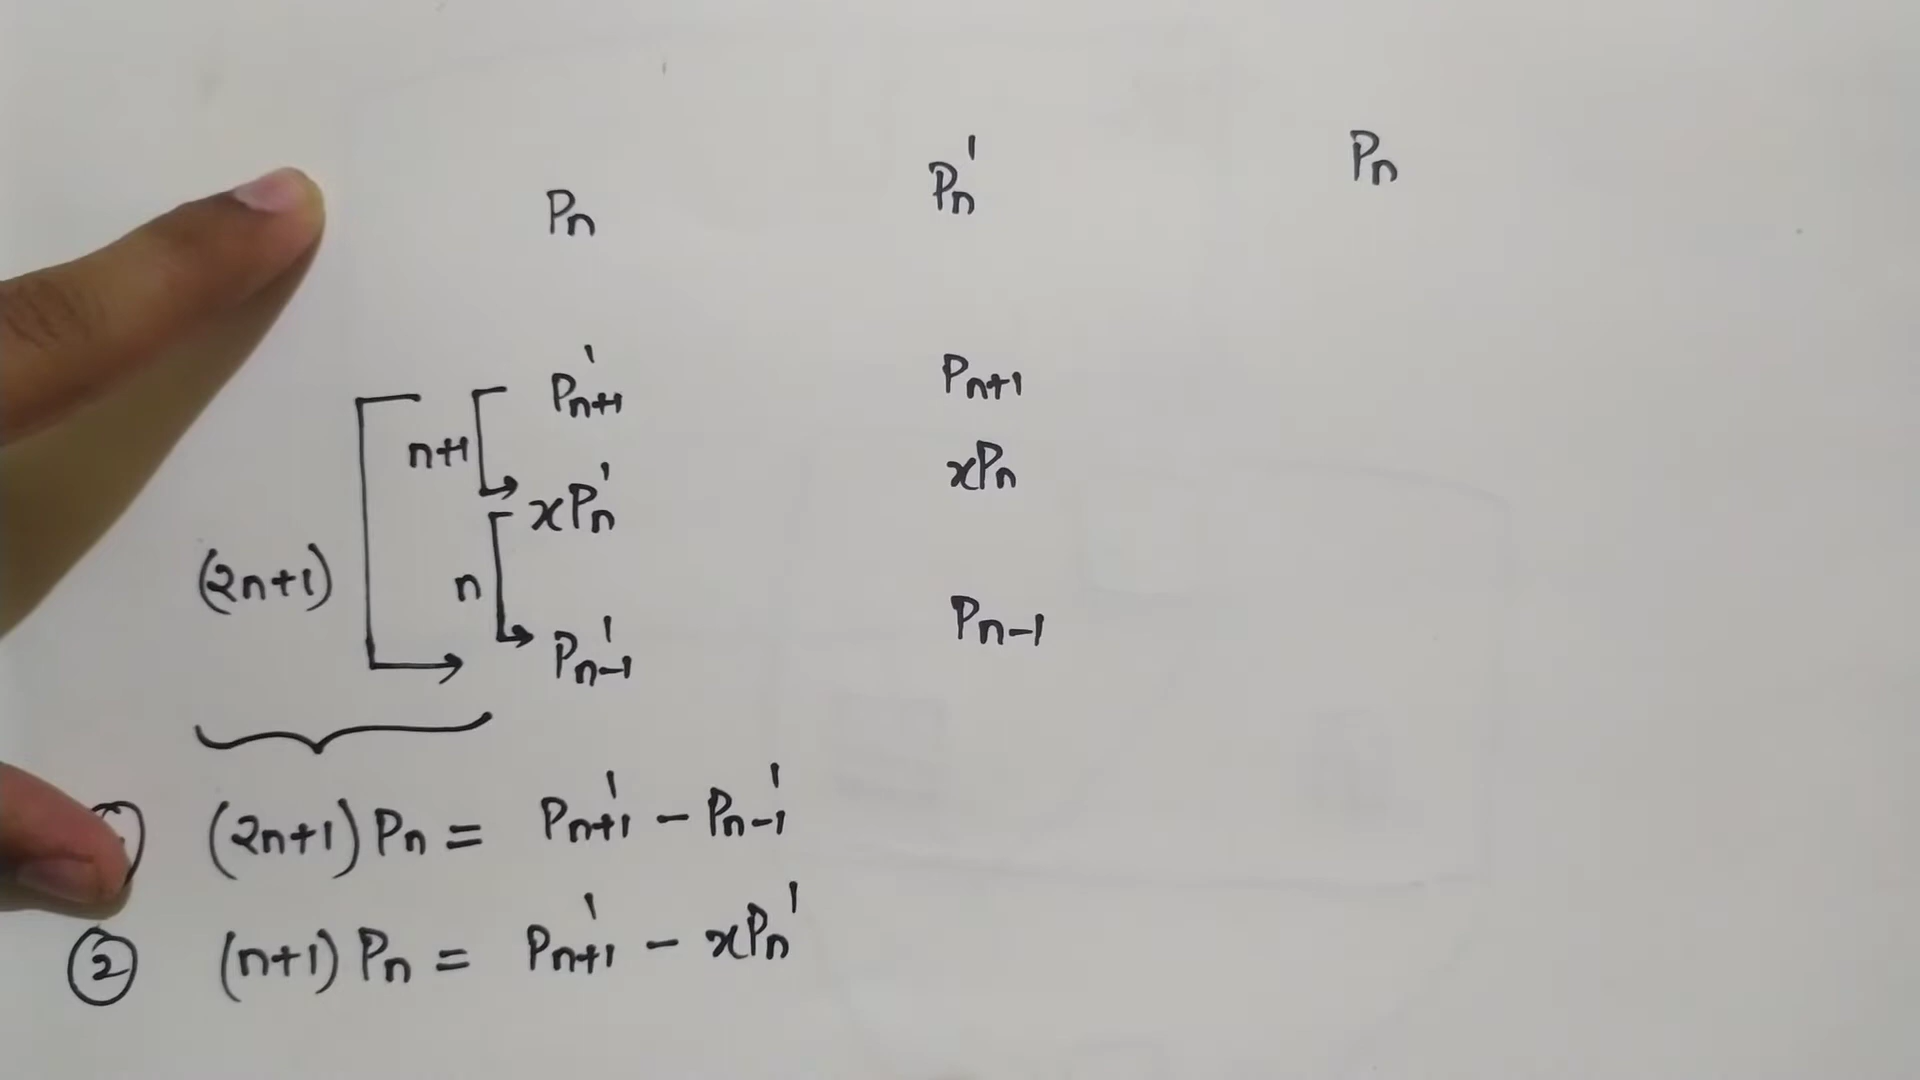 Pn Pn' Pn
Pn+1' Pn+1
n+1
xPn' xPn
(2n+1) n
Pn-1' Pn-1
(2n+1) Pn = Pn+1' - Pn-1'
② (n+1) Pn = Pn+1' - xPn'